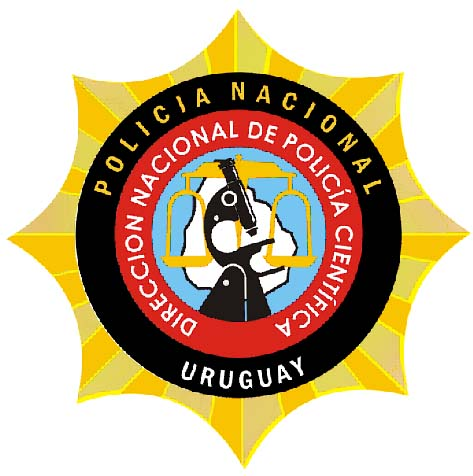 POLICIA NACIONAL
DIRECCION NACIONAL DE POLICÍA CIENTÍFICA
URUGUAY